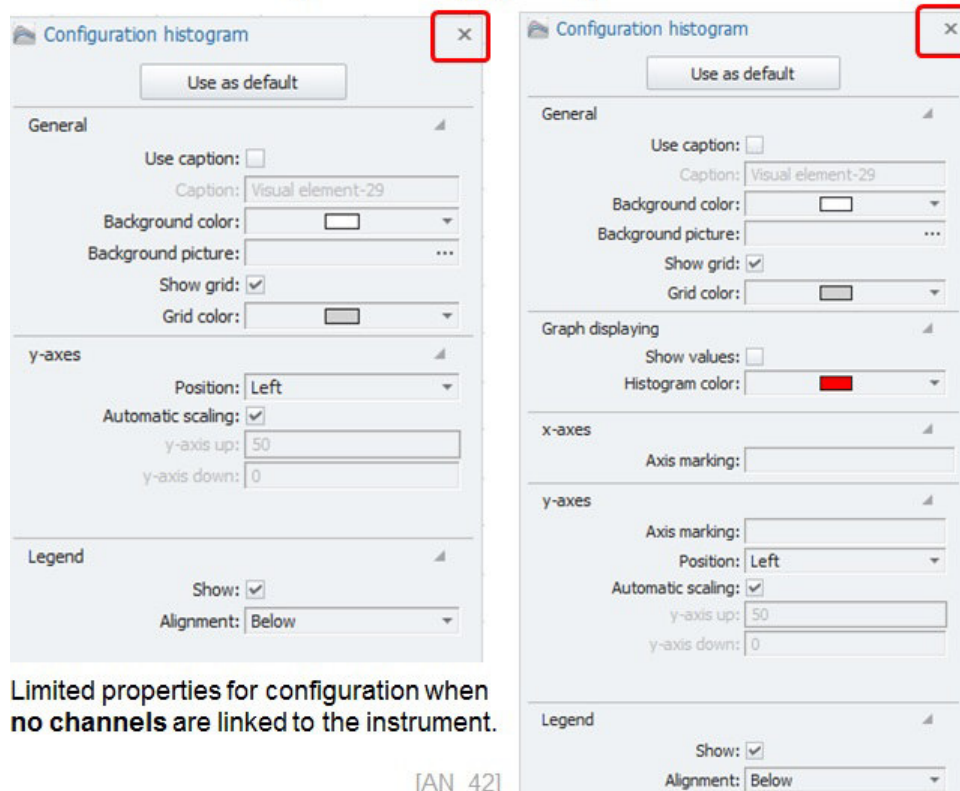 Configuration histogram
Use as default
General
Use caption:
Caption: Visual element-29
Background color:
Background picture: ...
Show grid:
Grid color:
y-axes
Position: Left
Automatic scaling:
y-axis up: 50
y-axis down: 0
Legend
Show:
Alignment: Below
Limited properties for configuration when
no channels are linked to the instrument.
[AN_42]
Configuration histogram
Use as default
General
Use caption:
Caption: Visual element-29
Background color:
Background picture: ...
Show grid:
Grid color:
Graph displaying
Show values:
Histogram color:
x-axes
Axis marking:
y-axes
Axis marking:
Position: Left
Automatic scaling:
y-axis up: 50
y-axis down: 0
Legend
Show:
Alignment: Below